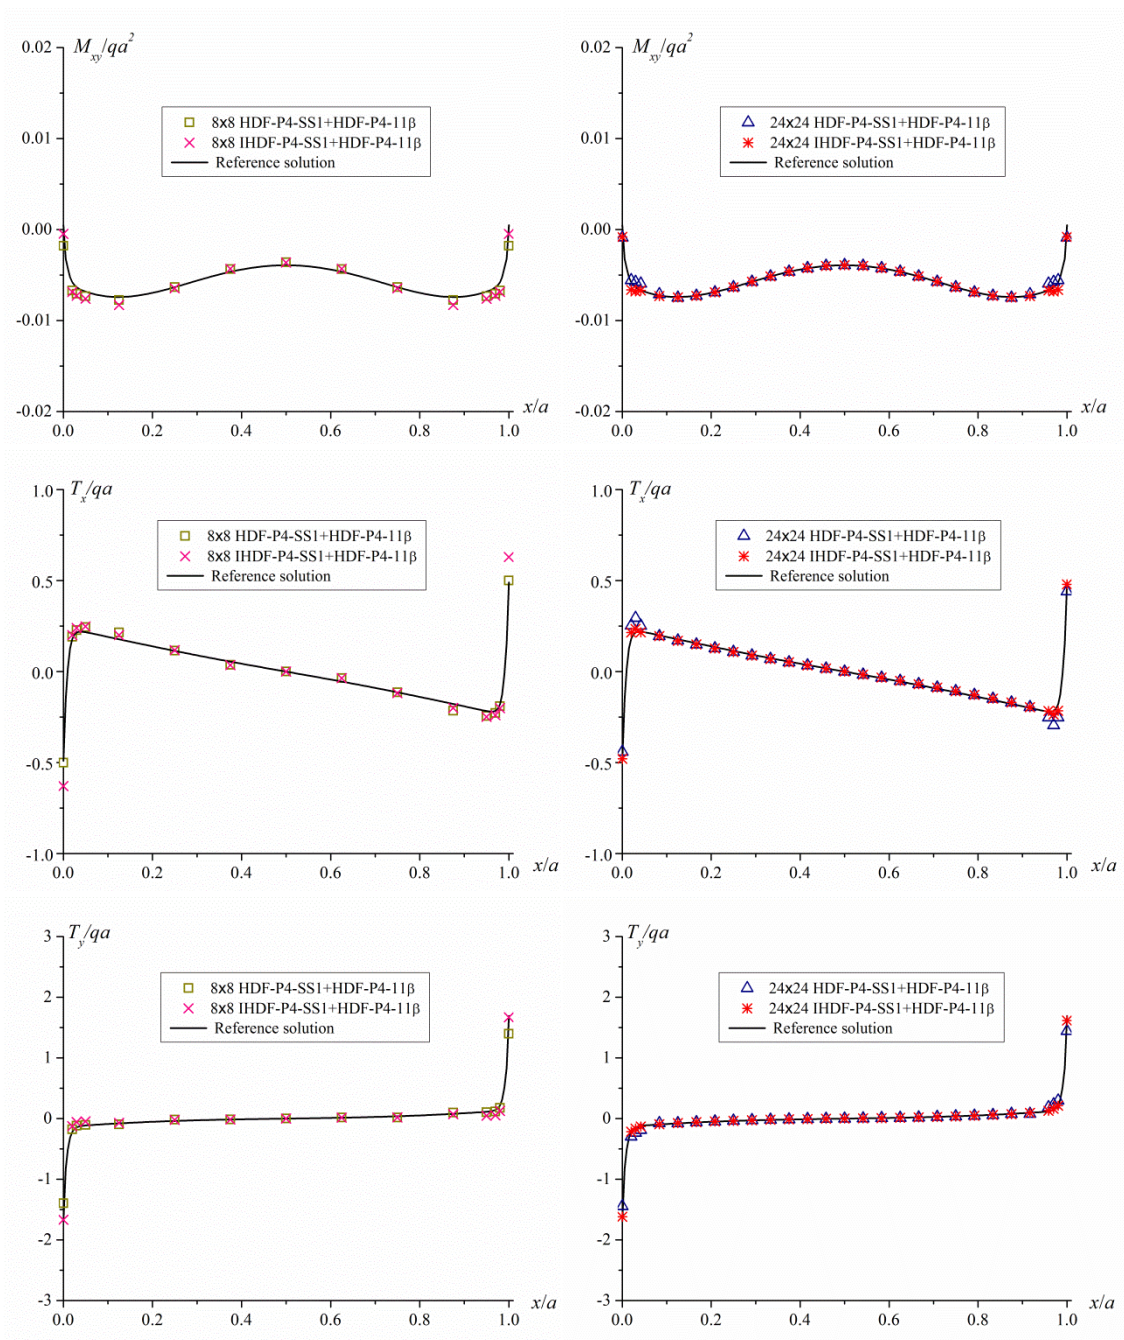 M_xy/qa²
0.02
8x8 HDF-P4-SS1+HDF-P4-11β
8x8 IHDF-P4-SS1+HDF-P4-11β
Reference solution
0.01
0.00
-0.01
-0.02
x/a
0.0 0.2 0.4 0.6 0.8 1.0
M_xy/qa²
0.02
24x24 HDF-P4-SS1+HDF-P4-11β
24x24 IHDF-P4-SS1+HDF-P4-11β
Reference solution
0.01
0.00
-0.01
-0.02
x/a
0.0 0.2 0.4 0.6 0.8 1.0
T_x/qa
1.0
8x8 HDF-P4-SS1+HDF-P4-11β
8x8 IHDF-P4-SS1+HDF-P4-11β
Reference solution
0.5
0.0
-0.5
-1.0
x/a
0.0 0.2 0.4 0.6 0.8 1.0
T_x/qa
1.0
24x24 HDF-P4-SS1+HDF-P4-11β
24x24 IHDF-P4-SS1+HDF-P4-11β
Reference solution
0.5
0.0
-0.5
-1.0
x/a
0.0 0.2 0.4 0.6 0.8 1.0
T_y/qa
3
8x8 HDF-P4-SS1+HDF-P4-11β
8x8 IHDF-P4-SS1+HDF-P4-11β
Reference solution
2
1
0
-1
-2
-3
x/a
0.0 0.2 0.4 0.6 0.8 1.0
T_y/qa
3
24x24 HDF-P4-SS1+HDF-P4-11β
24x24 IHDF-P4-SS1+HDF-P4-11β
Reference solution
2
1
0
-1
-2
-3
x/a
0.0 0.2 0.4 0.6 0.8 1.0